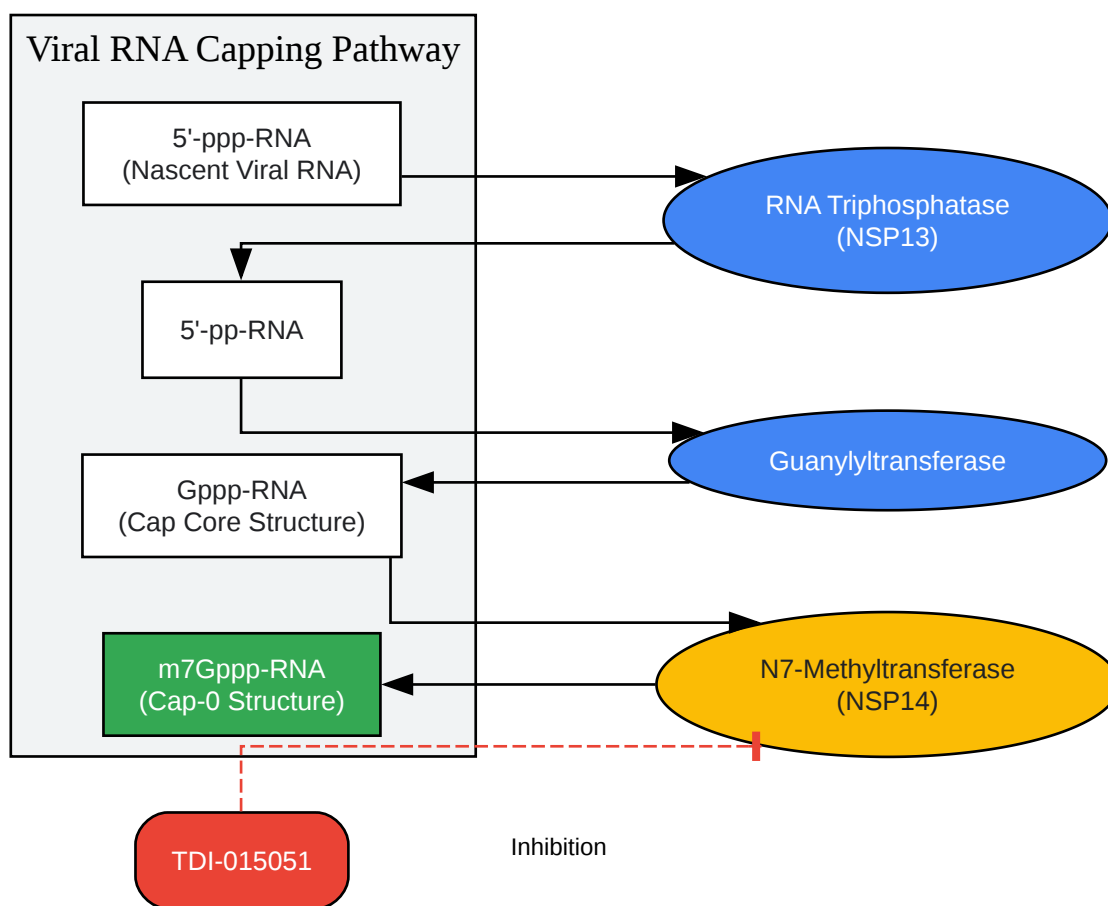 Viral RNA Capping Pathway
5'-ppp-RNA
(Nascent Viral RNA)
RNA Triphosphatase
(NSP13)
5'-pp-RNA
Guanylyltransferase
Gppp-RNA
(Cap Core Structure)
N7-Methyltransferase
(NSP14)
m7Gppp-RNA
(Cap-0 Structure)
TDI-015051
Inhibition